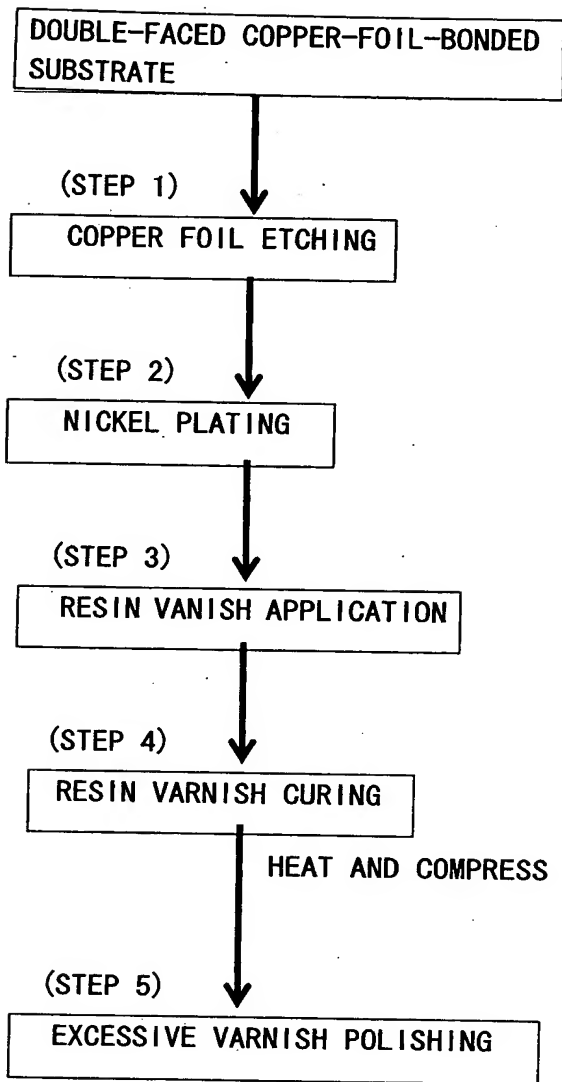 DOUBLE-FACED COPPER-FOIL-BONDED
SUBSTRATE
(STEP 1)
COPPER FOIL ETCHING
(STEP 2)
NICKEL PLATING
(STEP 3)
RESIN VANISH APPLICATION
(STEP 4)
RESIN VARNISH CURING
HEAT AND COMPRESS
(STEP 5)
EXCESSIVE VARNISH POLISHING